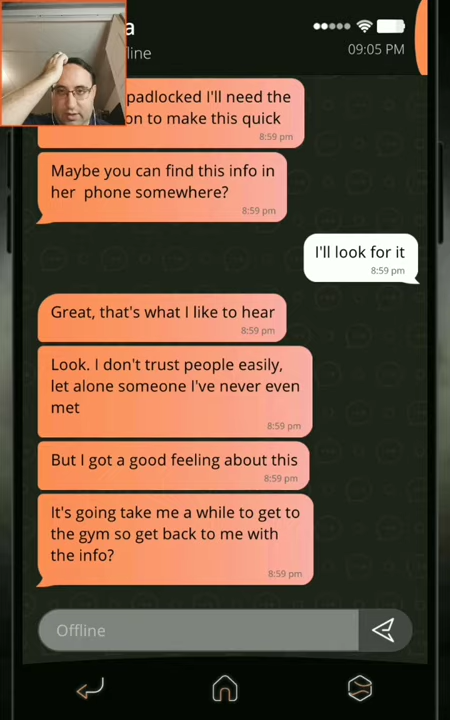 a
line
09:05 PM
padlocked I'll need the
on to make this quick
8:59 pm
Maybe you can find this info in
her phone somewhere?
8:59 pm
I'll look for it
8:59 pm
Great, that's what I like to hear
8:59 pm
Look. I don't trust people easily,
let alone someone I've never even
met
8:59 pm
But I got a good feeling about this
8:59 pm
It's going take me a while to get to
the gym so get back to me with
the info?
8:59 pm
Offline